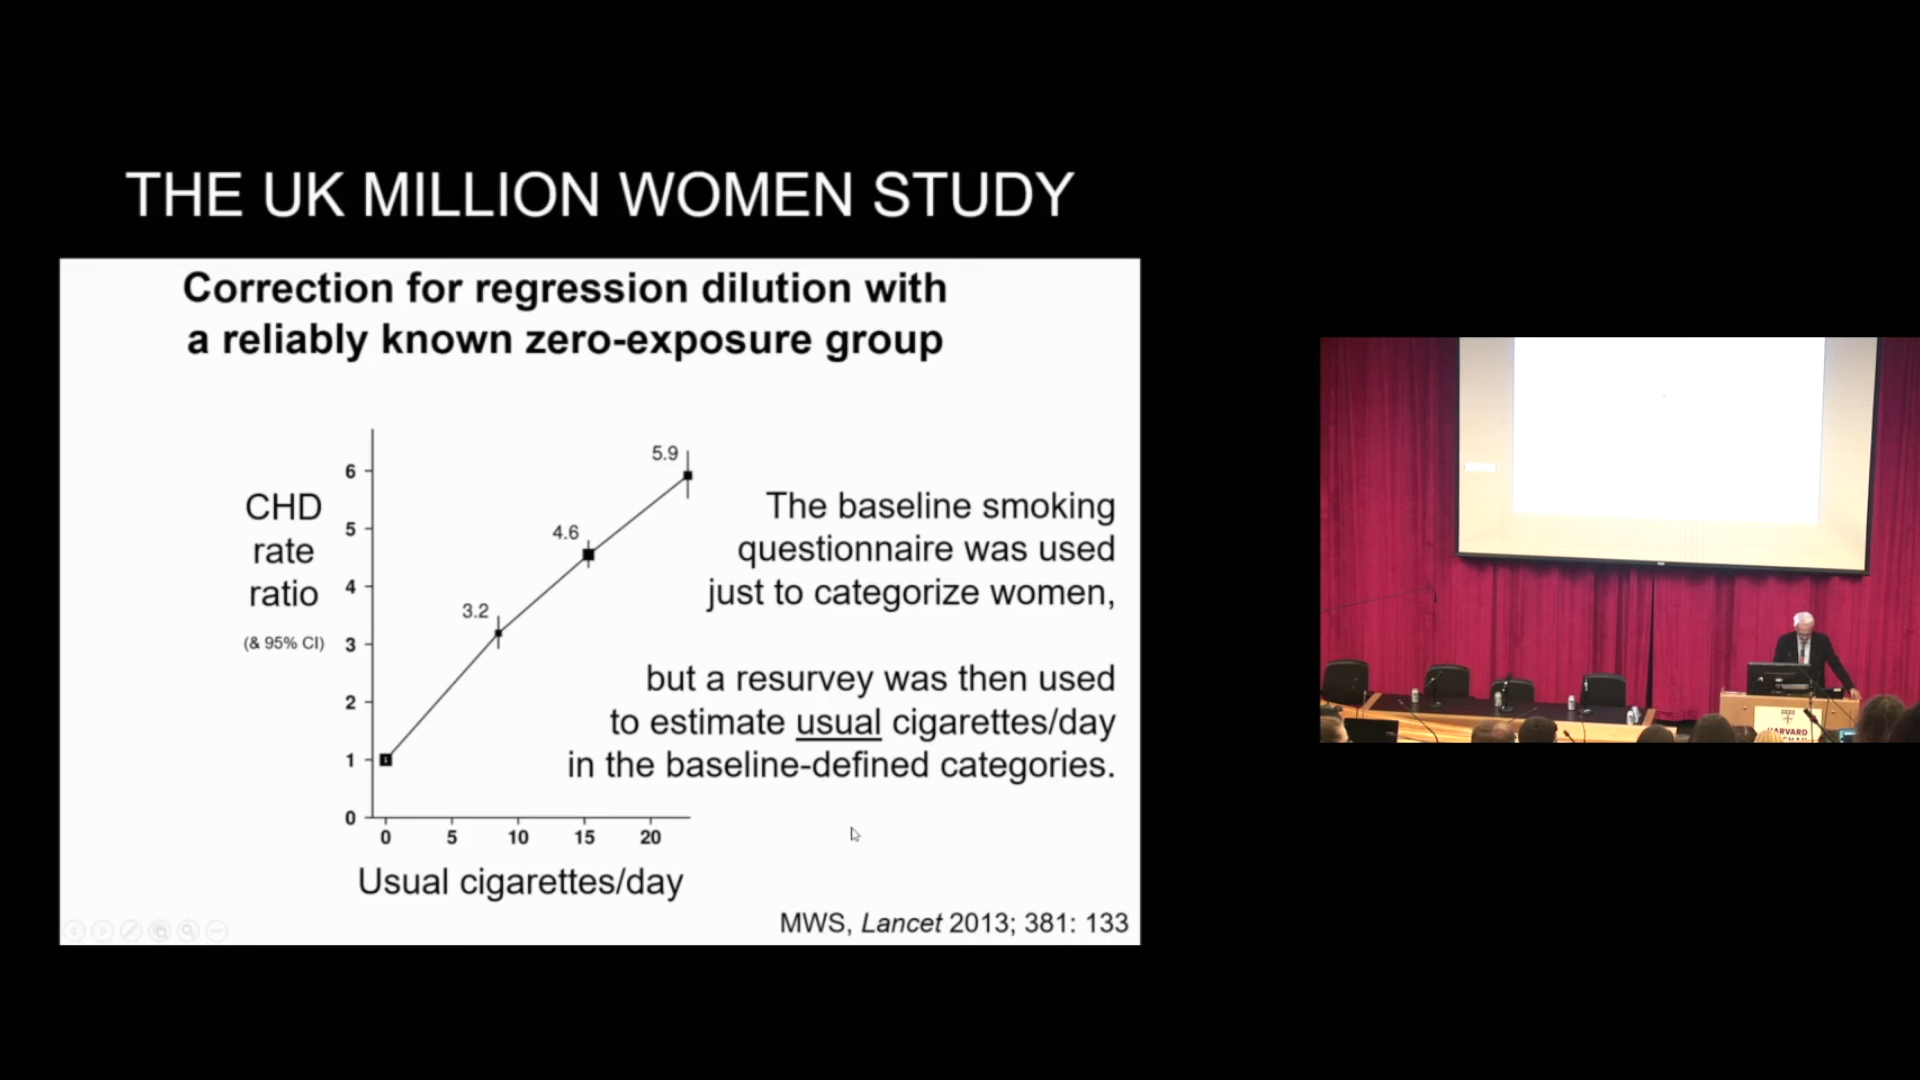 THE UK MILLION WOMEN STUDY
Correction for regression dilution with
a reliably known zero-exposure group
CHD
rate
ratio
(& 95% CI)
6
5
4
3
2
1
0
5.9
4.6
3.2
0 5 10 15 20
Usual cigarettes/day
The baseline smoking
questionnaire was used
just to categorize women,
but a resurvey was then used
to estimate usual cigarettes/day
in the baseline-defined categories.
MWS, Lancet 2013; 381: 133
HARVARD